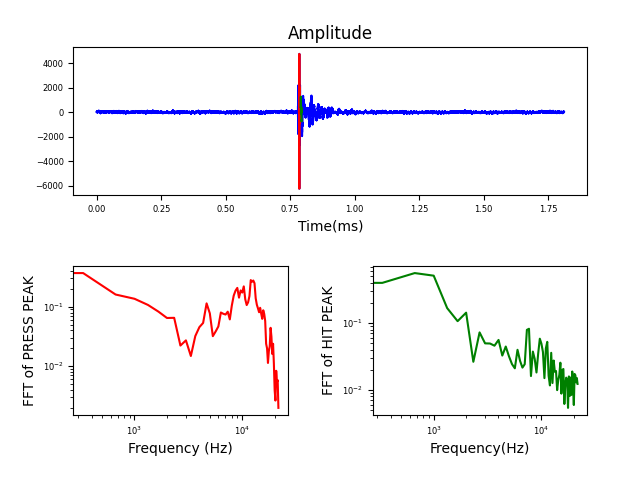 Amplitude
4000
2000
0
−2000
−4000
−6000
0.00 0.25 0.50 0.75 1.00 1.25 1.50 1.75
Time(ms)
FFT of PRESS PEAK
10⁻¹
10⁻²
10³ 10⁴
Frequency (Hz)
FFT of HIT PEAK
10⁻¹
10⁻²
10³ 10⁴
Frequency(Hz)